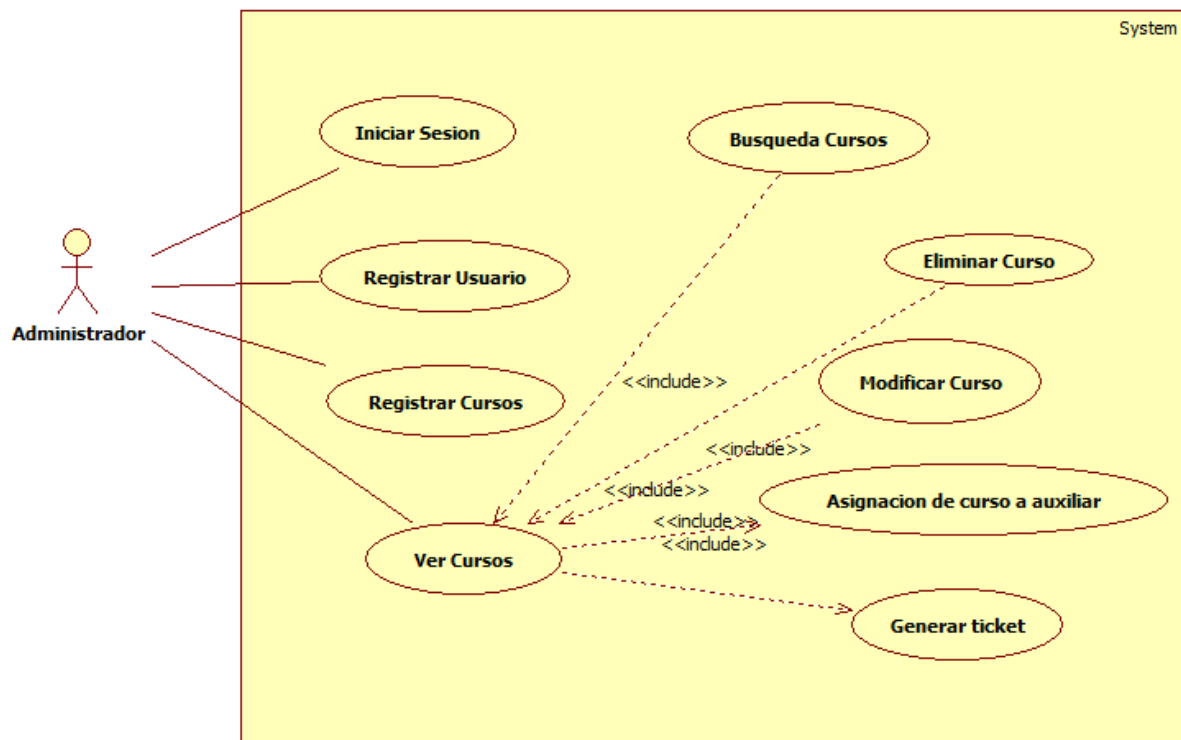 System
Iniciar Sesion
Busqueda Cursos
Registrar Usuario
Eliminar Curso
Administrador
<<include>>
Modificar Curso
Registrar Cursos
<<include>>
<<include>>
Asignacion de curso a auxiliar
<<include>>
<<include>>
Ver Cursos
Generar ticket